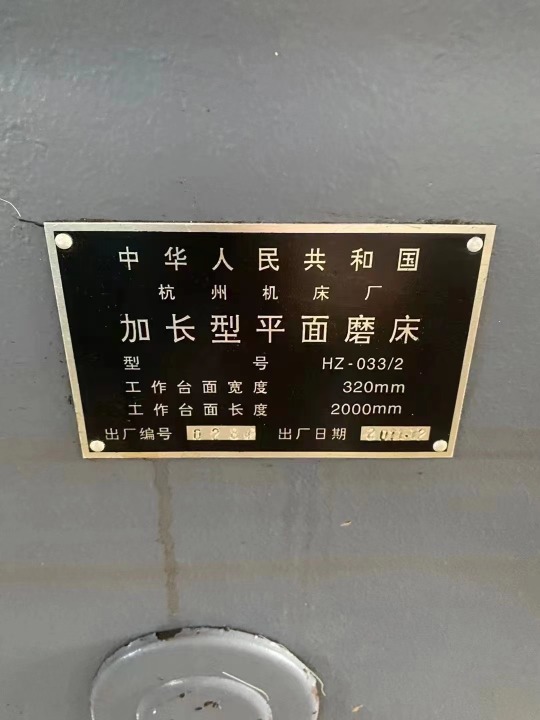 中华人民共和国
杭州机床厂
加长型平面磨床
型号 HZ-033/2
工作台面宽度 320mm
工作台面长度 2000mm
出厂编号 出厂日期